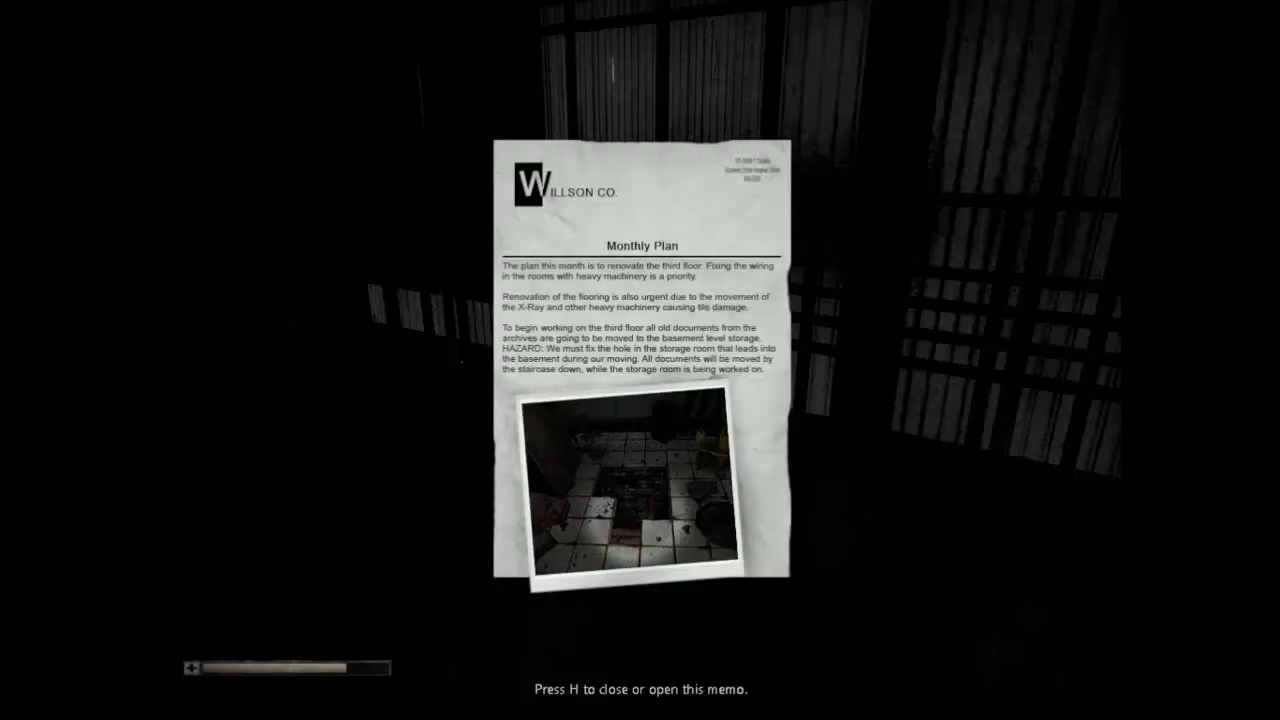 WILLSON CO.
Monthly Plan
The plan this month is to renovate the third floor. Fixing the wiring
in the rooms with heavy machinery is a priority.
Renovation of the flooring is also urgent due to the movement of
the X-Ray and other heavy machinery causing tile damage.
To begin working on the third floor all old documents from the
archives are going to be moved to the basement level storage.
HAZARD: We must fix the hole in the storage room that leads into
the basement during our moving. All documents will be moved by
the staircase down, while the storage room is being worked on.
Press H to close or open this memo.